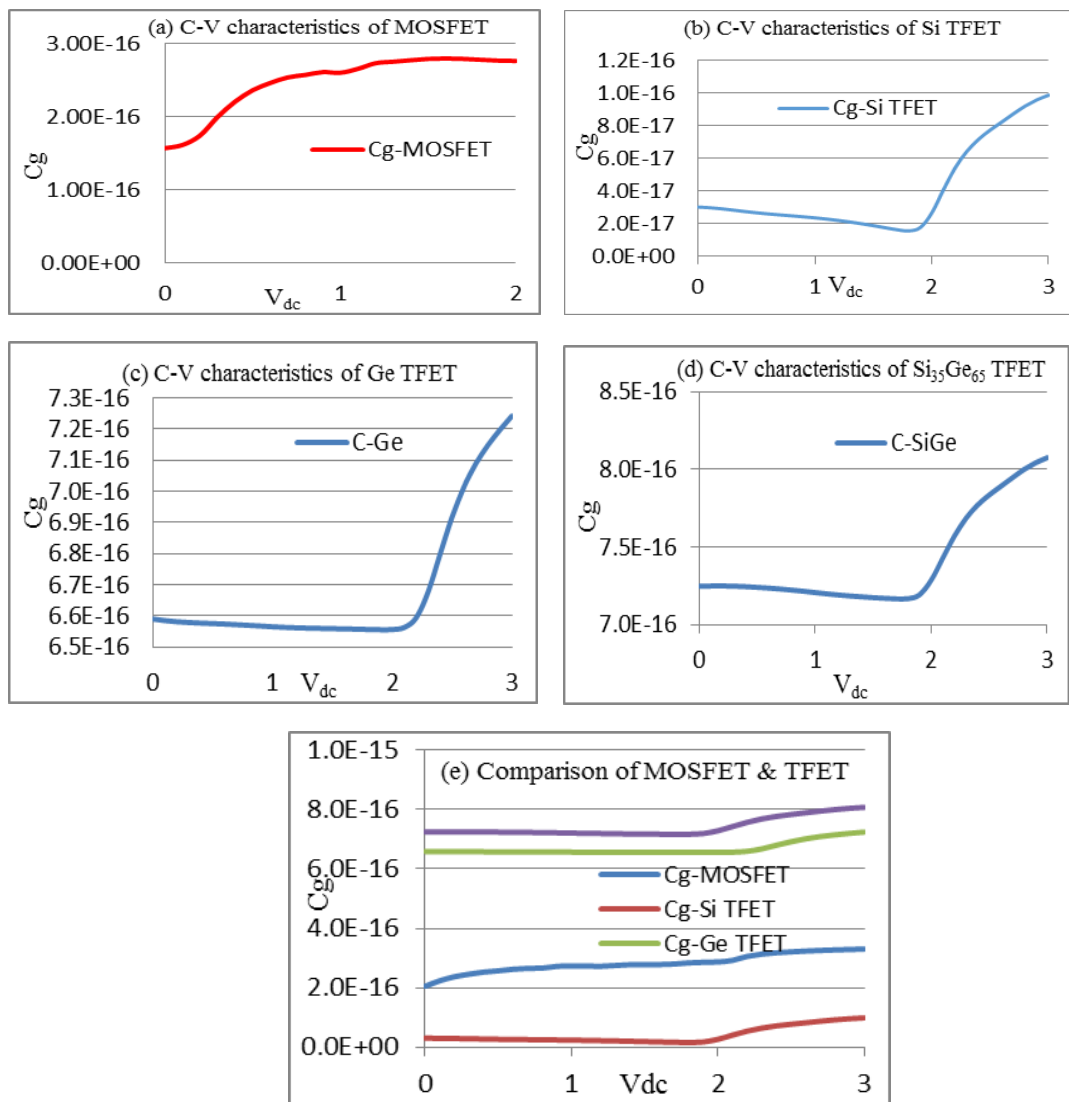 (a) C-V characteristics of MOSFET
3.00E-16
2.00E-16
1.00E-16
0.00E+00
Cg
Cg-MOSFET
0 1 2
Vdc
(b) C-V characteristics of Si TFET
1.2E-16
1.0E-16
8.0E-17
6.0E-17
4.0E-17
2.0E-17
0.0E+00
Cg
Cg-Si TFET
0 1 2 3
Vdc
(c) C-V characteristics of Ge TFET
7.3E-16
7.2E-16
7.1E-16
7.0E-16
6.9E-16
6.8E-16
6.7E-16
6.6E-16
6.5E-16
Cg
C-Ge
0 1 2 3
Vdc
(d) C-V characteristics of Si35Ge65 TFET
8.5E-16
8.0E-16
7.5E-16
7.0E-16
Cg
C-SiGe
0 1 2 3
Vdc
(e) Comparison of MOSFET & TFET
1.0E-15
8.0E-16
6.0E-16
4.0E-16
2.0E-16
0.0E+00
Cg
Cg-MOSFET
Cg-Si TFET
Cg-Ge TFET
0 1 2 3
Vdc